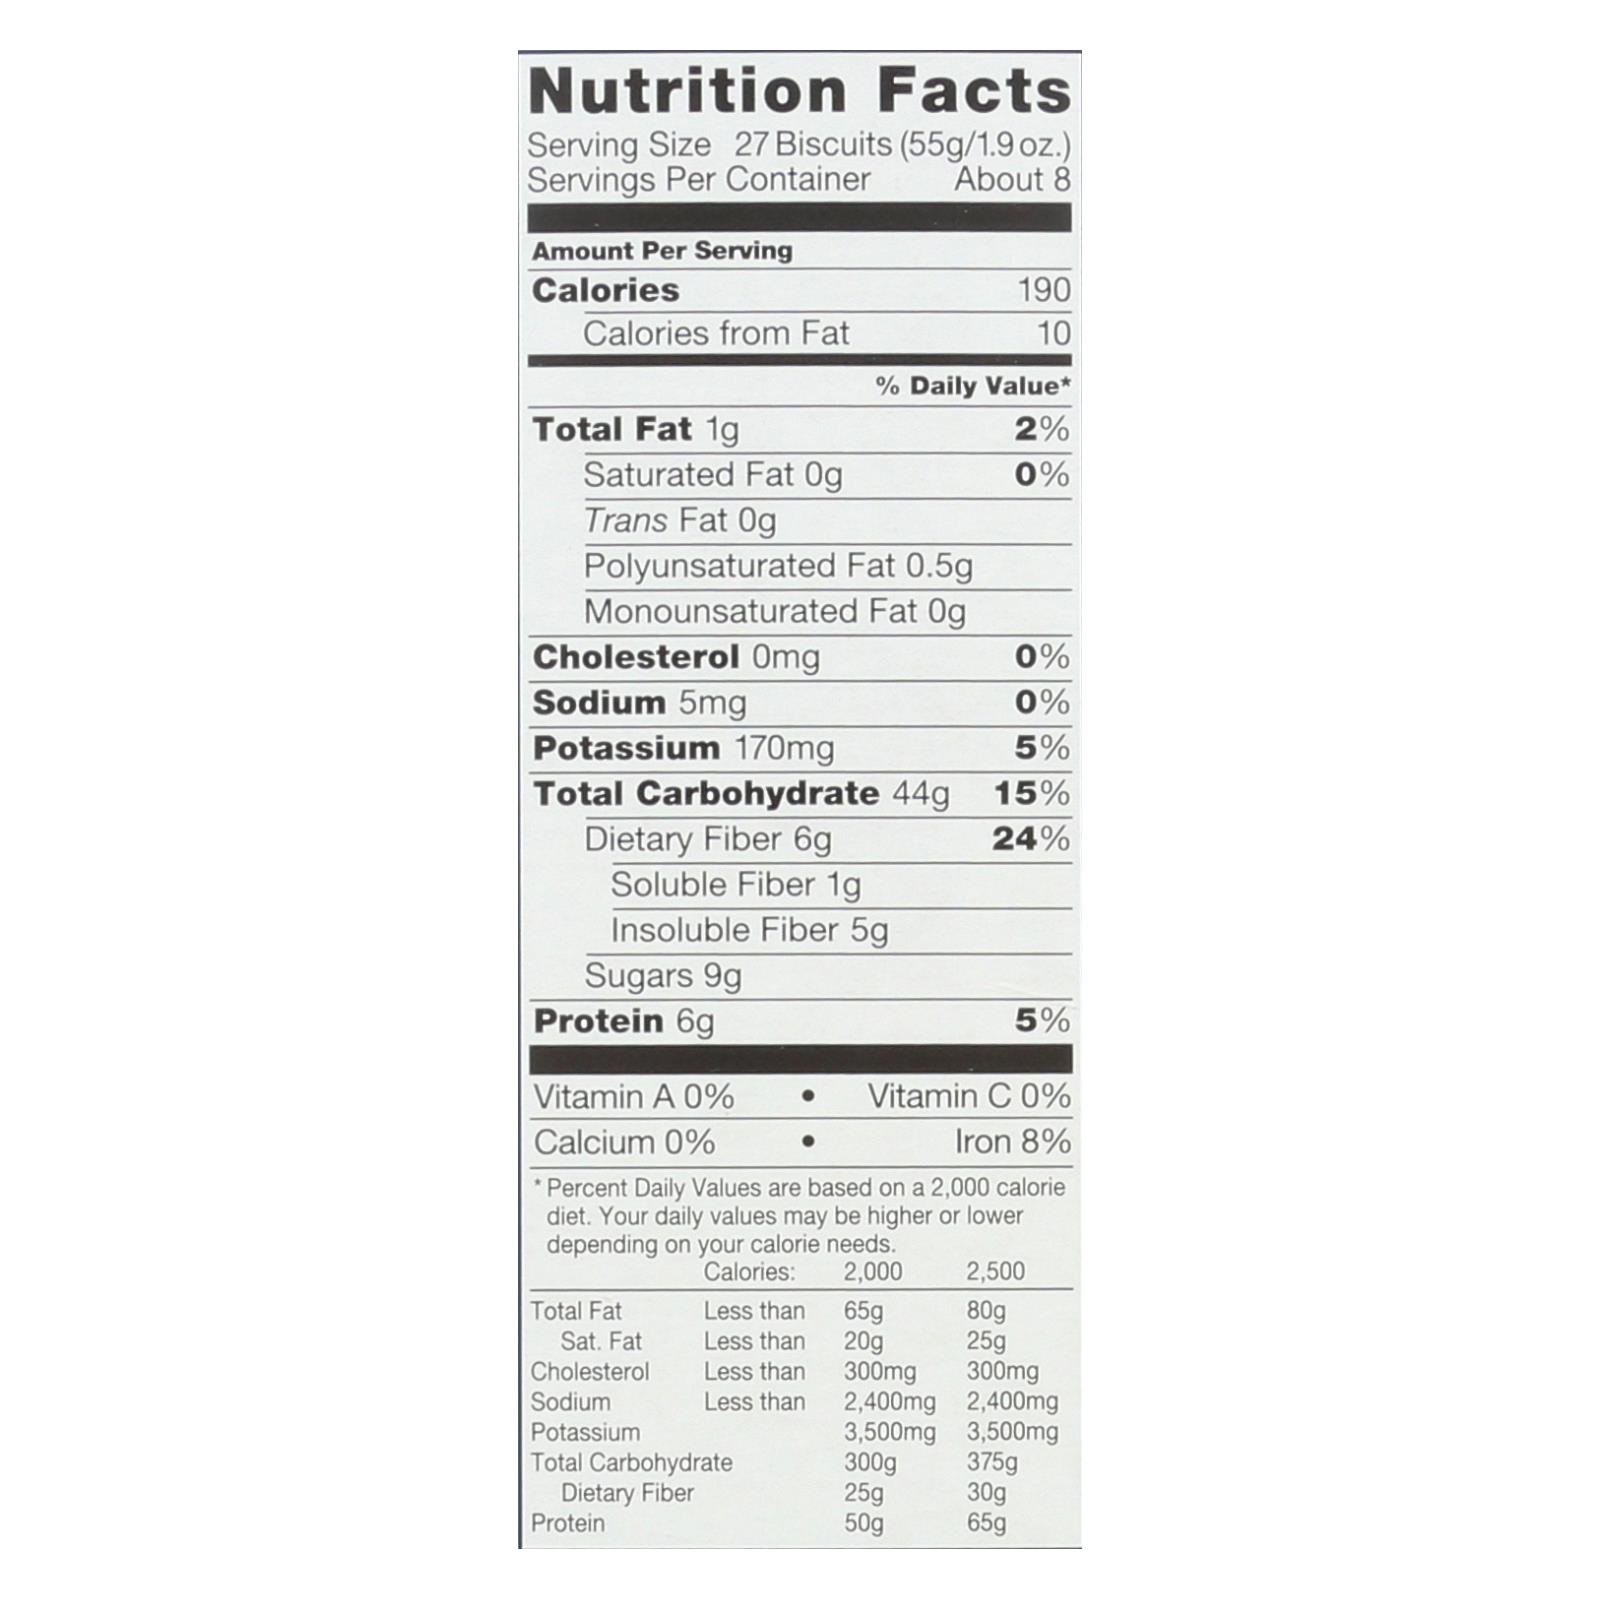 Nutrition Facts
Serving Size 27 Biscuits (55g/1.9 oz.)
Servings Per Container About 8
Amount Per Serving
Calories 190
Calories from Fat 10
% Daily Value*
Total Fat 1g 2%
Saturated Fat 0g 0%
Trans Fat 0g
Polyunsaturated Fat 0.5g
Monounsaturated Fat 0g
Cholesterol 0mg 0%
Sodium 5mg 0%
Potassium 170mg 5%
Total Carbohydrate 44g 15%
Dietary Fiber 6g 24%
Soluble Fiber 1g
Insoluble Fiber 5g
Sugars 9g
Protein 6g 5%
Vitamin A 0% • Vitamin C 0%
Calcium 0% • Iron 8%
* Percent Daily Values are based on a 2,000 calorie
diet. Your daily values may be higher or lower
depending on your calorie needs.
Calories: 2,000 2,500
Total Fat Less than 65g 80g
Sat. Fat Less than 20g 25g
Cholesterol Less than 300mg 300mg
Sodium Less than 2,400mg 2,400mg
Potassium 3,500mg 3,500mg
Total Carbohydrate 300g 375g
Dietary Fiber 25g 30g
Protein 50g 65g